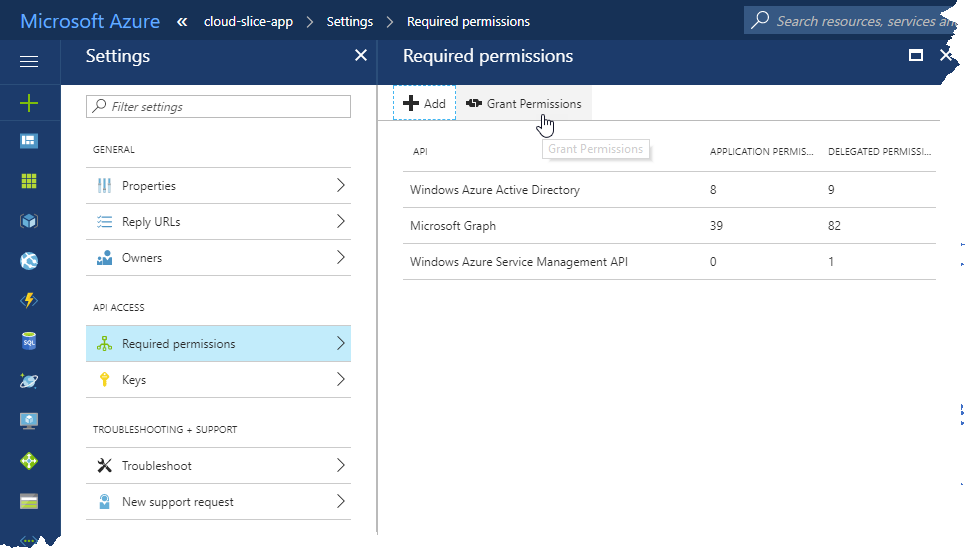 Microsoft Azure « cloud-slice-app > Settings > Required permissions
Search resources, services an
Settings
Required permissions
Filter settings
GENERAL
Properties
Reply URLs
Owners
API ACCESS
Required permissions
Keys
TROUBLESHOOTING + SUPPORT
Troubleshoot
New support request
Add Grant Permissions
Grant Permissions
API APPLICATION PERMIS... DELEGATED PERMISSI...
Windows Azure Active Directory 8 9
Microsoft Graph 39 82
Windows Azure Service Management API 0 1
SQL